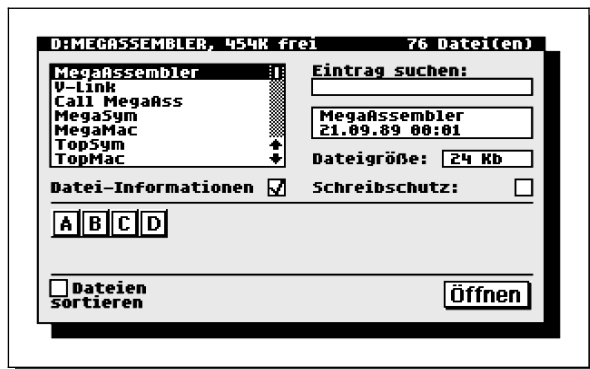 D:MEGASSEMBLER, 454K frei 76 Datei(en)
MegaAssembler
V-Link
Call MegaAss
MegaSym
MegaMac
TopSym
TopMac
Eintrag suchen:
MegaAssembler
21.09.89 00:01
Dateigröße: 24 Kb
Datei-Informationen
Schreibschutz:
A B C D
Dateien
sortieren
Öffnen